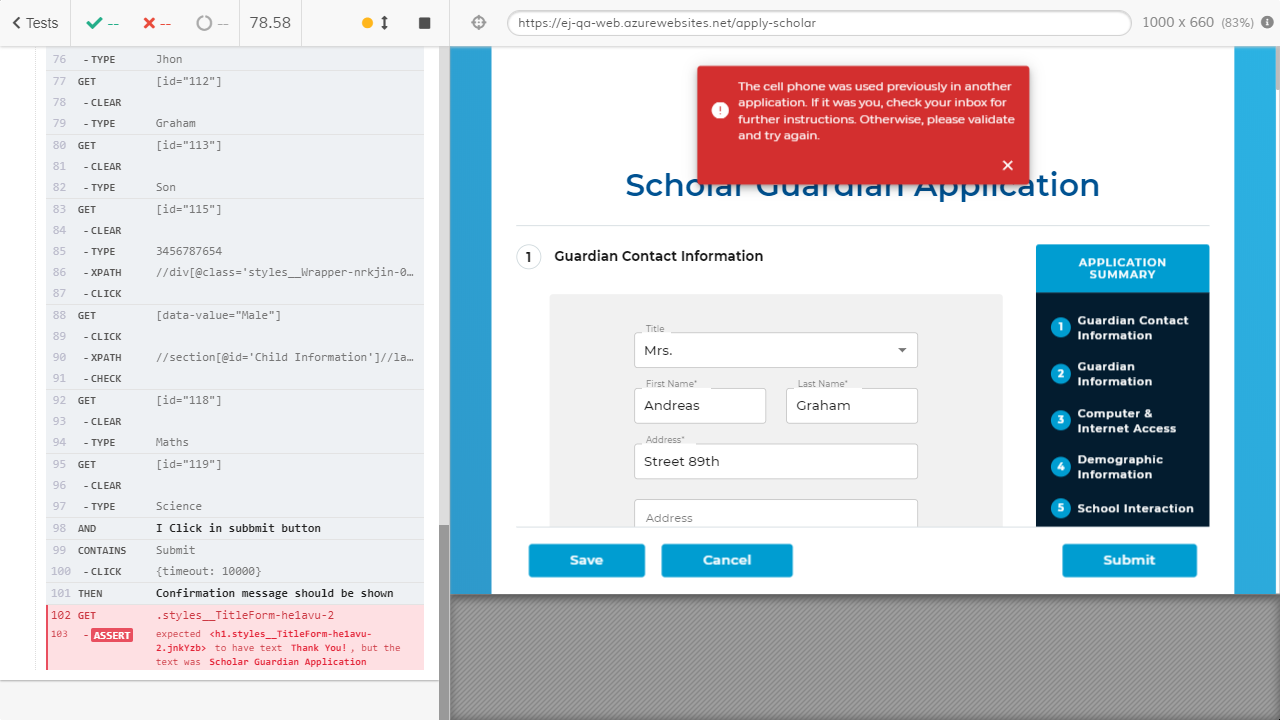 Tests
--
--
--
78.58
https://ej-qa-web.azurewebsites.net/apply-scholar
1000 x 660 (83%)
76 -TYPE Jhon
77 GET [id="112"]
78 -CLEAR
79 -TYPE Graham
80 GET [id="113"]
81 -CLEAR
82 -TYPE Son
83 GET [id="115"]
84 -CLEAR
85 -TYPE 3456787654
86 -XPATH //div[@class='styles__Wrapper-nrkjin-0…
87 -CLICK
88 GET [data-value="Male"]
89 -CLICK
90 -XPATH //section[@id='Child Information']//la…
91 -CHECK
92 GET [id="118"]
93 -CLEAR
94 -TYPE Maths
95 GET [id="119"]
96 -CLEAR
97 -TYPE Science
98 AND I Click in subbmit button
99 CONTAINS Submit
100 -CLICK {timeout: 10000}
101 THEN Confirmation message should be shown
102 GET .styles__TitleForm-he1avu-2
103 -ASSERT expected <h1.styles__TitleForm-he1avu-
2.jnkYzb> to have text Thank You!, but the
text was Scholar Guardian Application
The cell phone was used previously in another
application. If it was you, check your inbox for
further instructions. Otherwise, please validate
and try again.
Scholar Guardian Application
1 Guardian Contact Information
Title
Mrs.
First Name*
Andreas
Last Name*
Graham
Address*
Street 89th
Address
APPLICATION
SUMMARY
1 Guardian Contact
Information
2 Guardian
Information
3 Computer &
Internet Access
4 Demographic
Information
5 School Interaction
Save
Cancel
Submit